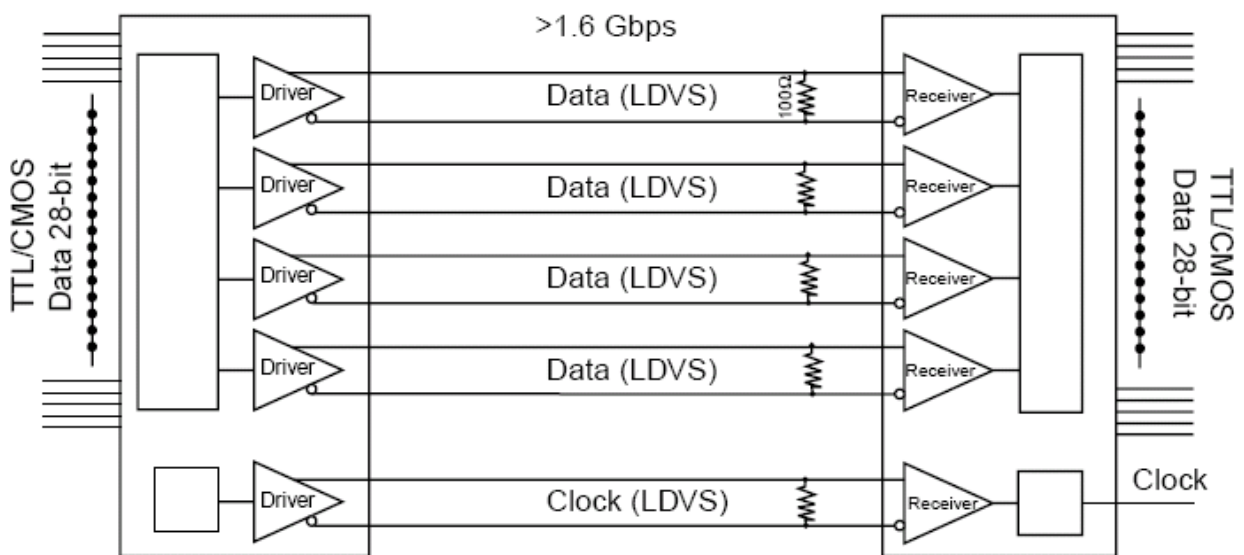 >1.6 Gbps
TTL/CMOS
Data 28-bit
Driver
Data (LDVS)
100Ω
Receiver
Driver
Data (LDVS)
Receiver
Driver
Data (LDVS)
Receiver
Driver
Data (LDVS)
Receiver
TTL/CMOS
Data 28-bit
Driver
Clock (LDVS)
Receiver
Clock